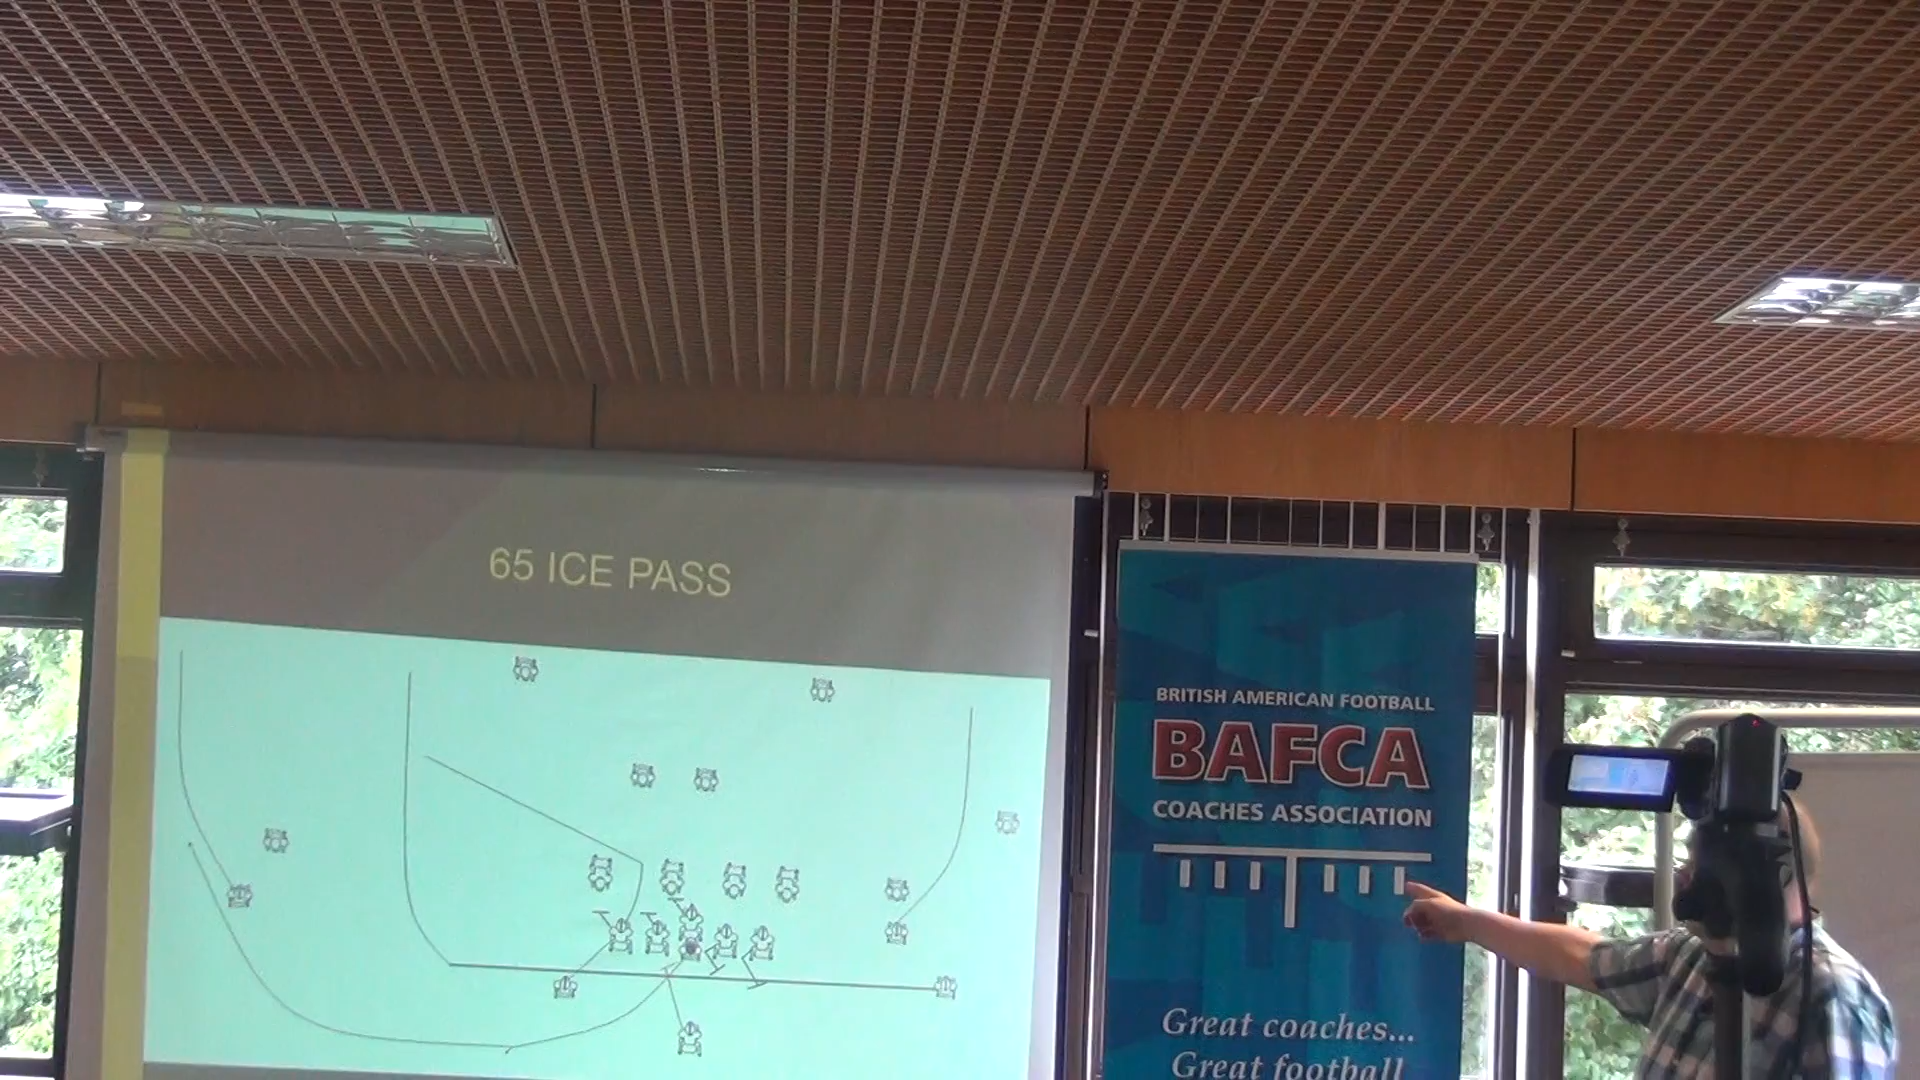 65 ICE PASS
BRITISH AMERICAN FOOTBALL
BAFCA
COACHES ASSOCIATION
Great coaches...
Great football